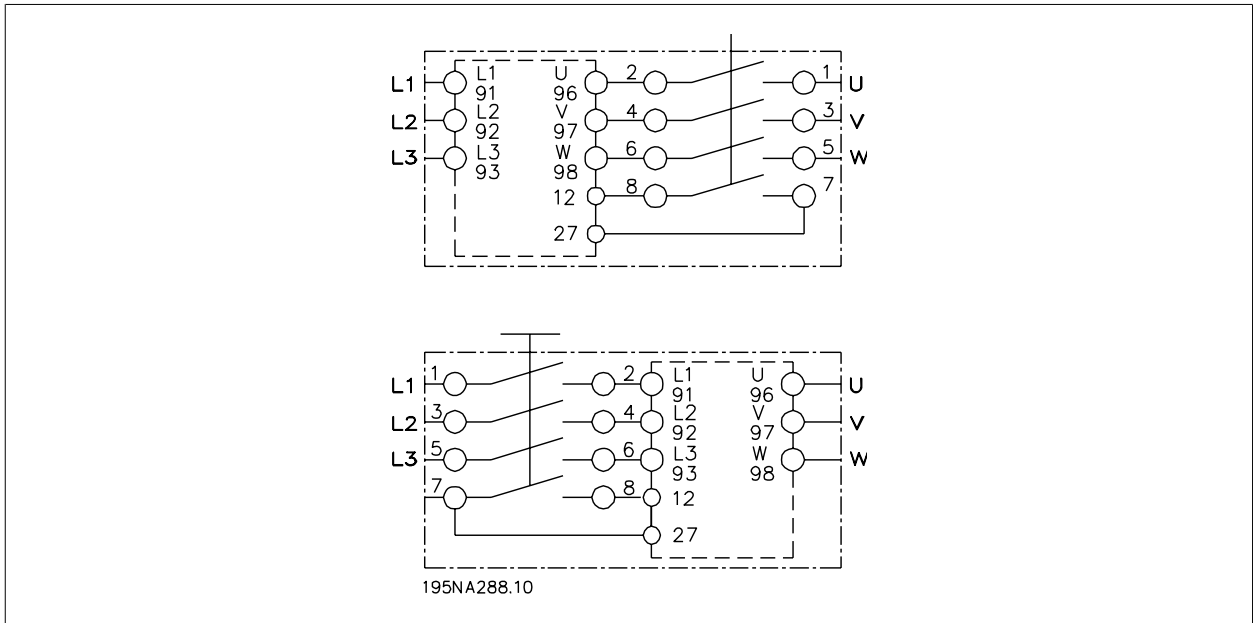 L1 L1 U 2 1 U
91 96
L2 L2 V 4 3 V
92 97
L3 L3 W 6 5 W
93 98
12 8 7
27
L1 1 2 L1 U U
91 96
L2 3 4 L2 V V
92 97
L3 5 6 L3 W W
93 98
7 8 12
27
195NA288.10